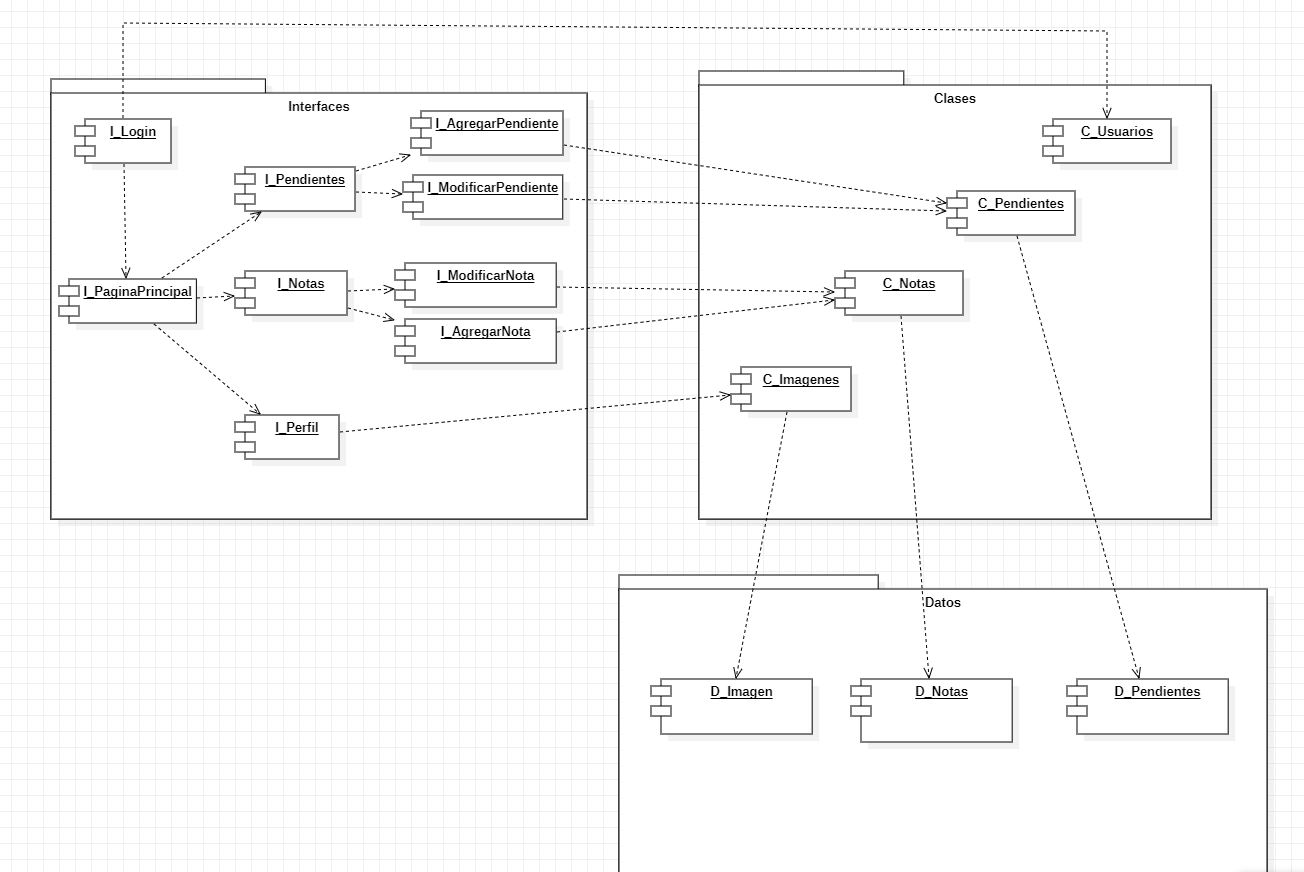 Interfaces
I_Login
I_AgregarPendiente
I_Pendientes
I_ModificarPendiente
I_PaginaPrincipal
I_Notas
I_ModificarNota
I_AgregarNota
I_Perfil
Clases
C_Usuarios
C_Pendientes
C_Notas
C_Imagenes
Datos
D_Imagen
D_Notas
D_Pendientes